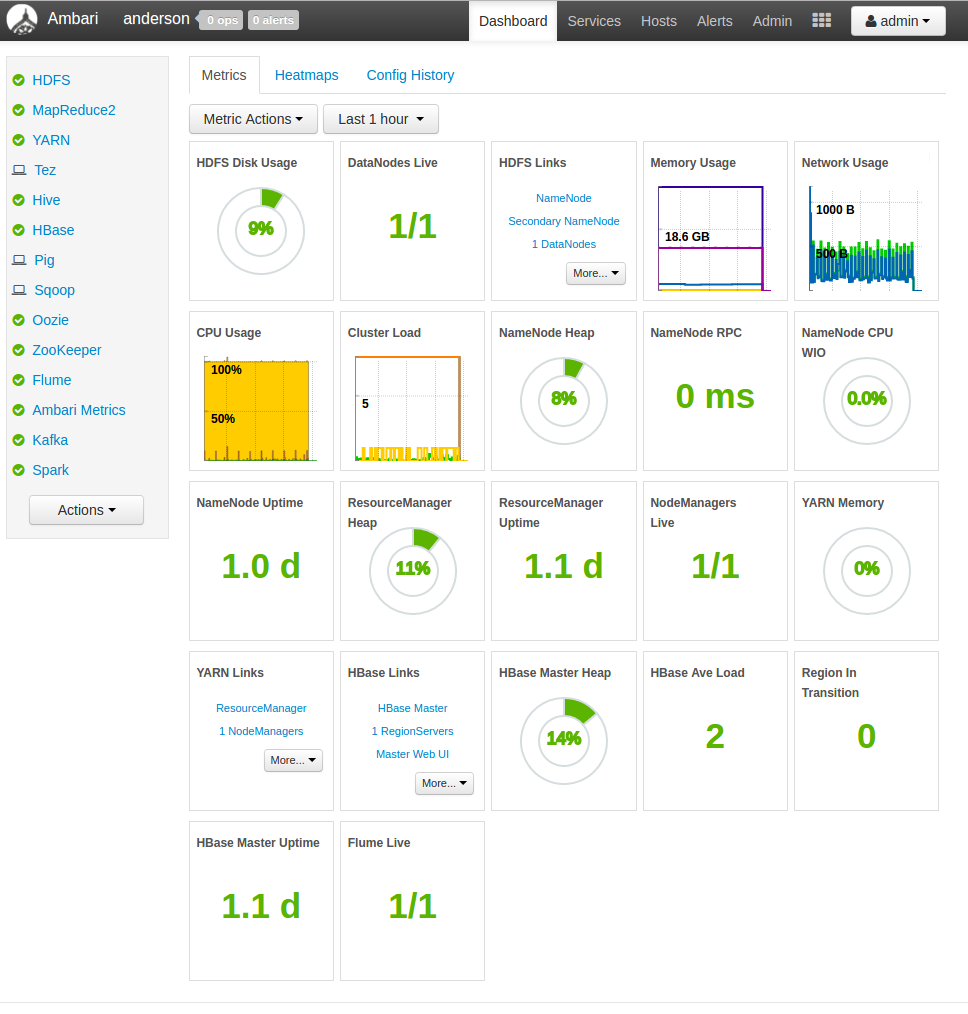 Ambari anderson 0 ops 0 alerts Dashboard Services Hosts Alerts Admin admin
HDFS
MapReduce2
YARN
Tez
Hive
HBase
Pig
Sqoop
Oozie
ZooKeeper
Flume
Ambari Metrics
Kafka
Spark
Actions
Metrics Heatmaps Config History
Metric Actions Last 1 hour
HDFS Disk Usage
9%
DataNodes Live
1/1
HDFS Links
NameNode
Secondary NameNode
1 DataNodes
More...
Memory Usage
18.6 GB
Network Usage
1000 B
500 B
CPU Usage
100%
50%
Cluster Load
5
NameNode Heap
8%
NameNode RPC
0 ms
NameNode CPU
WIO
0.0%
NameNode Uptime
1.0 d
ResourceManager
Heap
11%
ResourceManager
Uptime
1.1 d
NodeManagers
Live
1/1
YARN Memory
0%
YARN Links
ResourceManager
1 NodeManagers
More...
HBase Links
HBase Master
1 RegionServers
Master Web UI
More...
HBase Master Heap
14%
HBase Ave Load
2
Region In
Transition
0
HBase Master Uptime
1.1 d
Flume Live
1/1